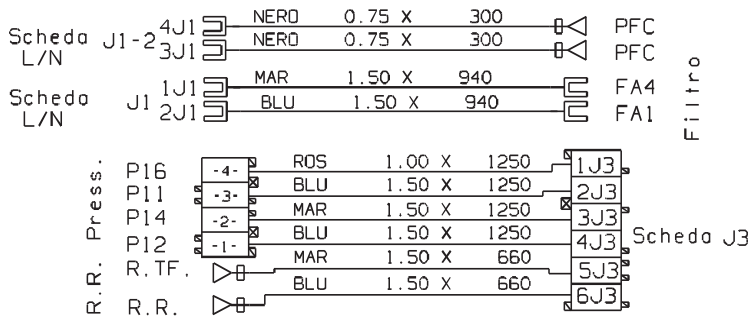 4J1 NERO 0.75 X 300 PFC
Scheda L/N J1-2
3J1 NERO 0.75 X 300 PFC
1J1 MAR 1.50 X 940 FA4
Scheda L/N J1
2J1 BLU 1.50 X 940 FA1
Filtro
P16 -4- ROS 1.00 X 1250 1J3
P11 -3- BLU 1.50 X 1250 2J3
P14 -2- MAR 1.50 X 1250 3J3
P12 -1- BLU 1.50 X 1250 4J3
Press.
Scheda J3
R.TF. MAR 1.50 X 660 5J3
R.R. BLU 1.50 X 660 6J3
R.R.